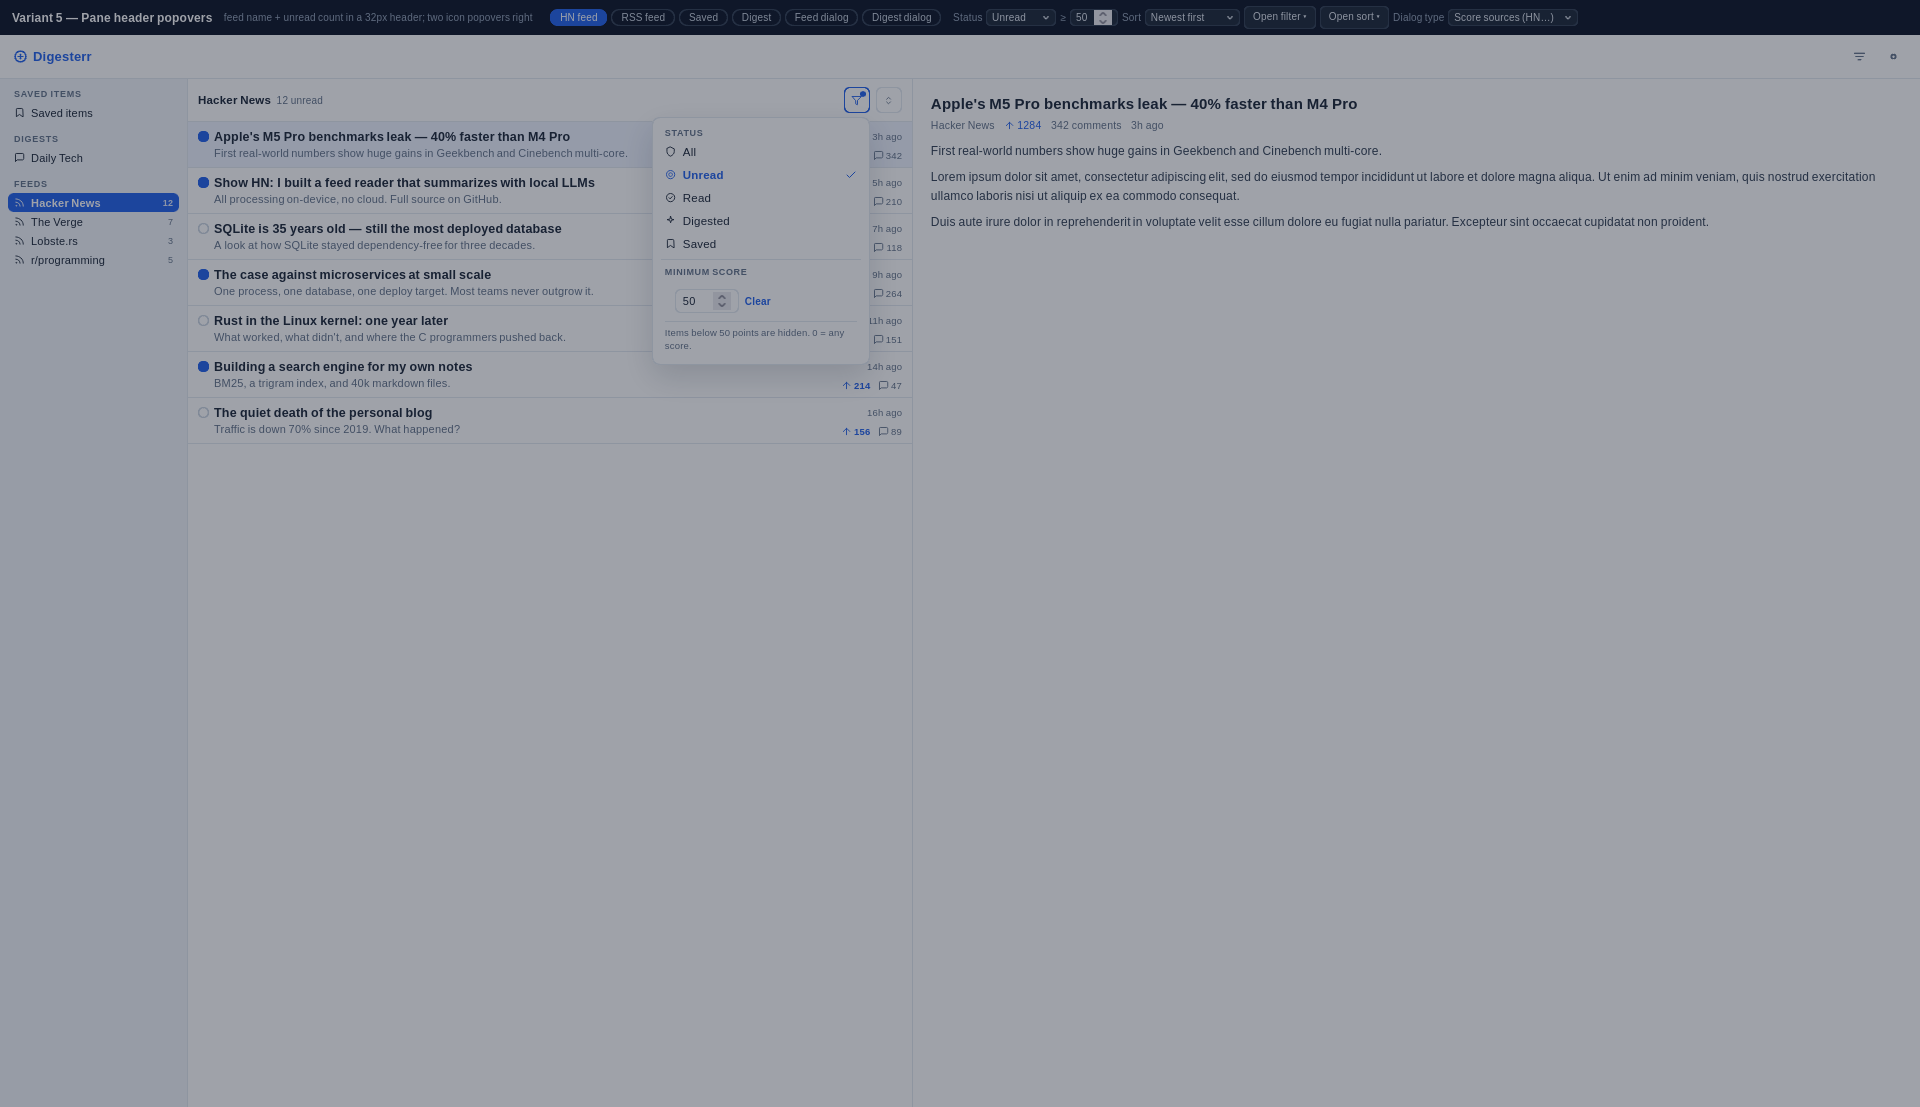 Variant 5 — Pane header popovers feed name + unread count in a 32px header; two icon popovers right HN feed RSS feed Saved Digest Feed dialog Digest dialog Status Unread ≥ 50 Sort Newest first Open filter ▾ Open sort ▾ Dialog type Score sources (HN…)
Digesterr
SAVED ITEMS
Saved items
DIGESTS
Daily Tech
FEEDS
Hacker News 12
The Verge 7
Lobste.rs 3
r/programming 5
Hacker News 12 unread
Apple's M5 Pro benchmarks leak — 40% faster than M4 Pro 3h ago
First real-world numbers show huge gains in Geekbench and Cinebench multi-core. 342
Show HN: I built a feed reader that summarizes with local LLMs 5h ago
All processing on-device, no cloud. Full source on GitHub. 210
SQLite is 35 years old — still the most deployed database 7h ago
A look at how SQLite stayed dependency-free for three decades. 118
The case against microservices at small scale 9h ago
One process, one database, one deploy target. Most teams never outgrow it. 264
Rust in the Linux kernel: one year later 11h ago
What worked, what didn't, and where the C programmers pushed back. 151
Building a search engine for my own notes 14h ago
BM25, a trigram index, and 40k markdown files. 214 47
The quiet death of the personal blog 16h ago
Traffic is down 70% since 2019. What happened? 156 89
STATUS
All
Unread
Read
Digested
Saved
MINIMUM SCORE
50 Clear
Items below 50 points are hidden. 0 = any
score.
Apple's M5 Pro benchmarks leak — 40% faster than M4 Pro
Hacker News 1284 342 comments 3h ago
First real-world numbers show huge gains in Geekbench and Cinebench multi-core.
Lorem ipsum dolor sit amet, consectetur adipiscing elit, sed do eiusmod tempor incididunt ut labore et dolore magna aliqua. Ut enim ad minim veniam, quis nostrud exercitation
ullamco laboris nisi ut aliquip ex ea commodo consequat.
Duis aute irure dolor in reprehenderit in voluptate velit esse cillum dolore eu fugiat nulla pariatur. Excepteur sint occaecat cupidatat non proident.